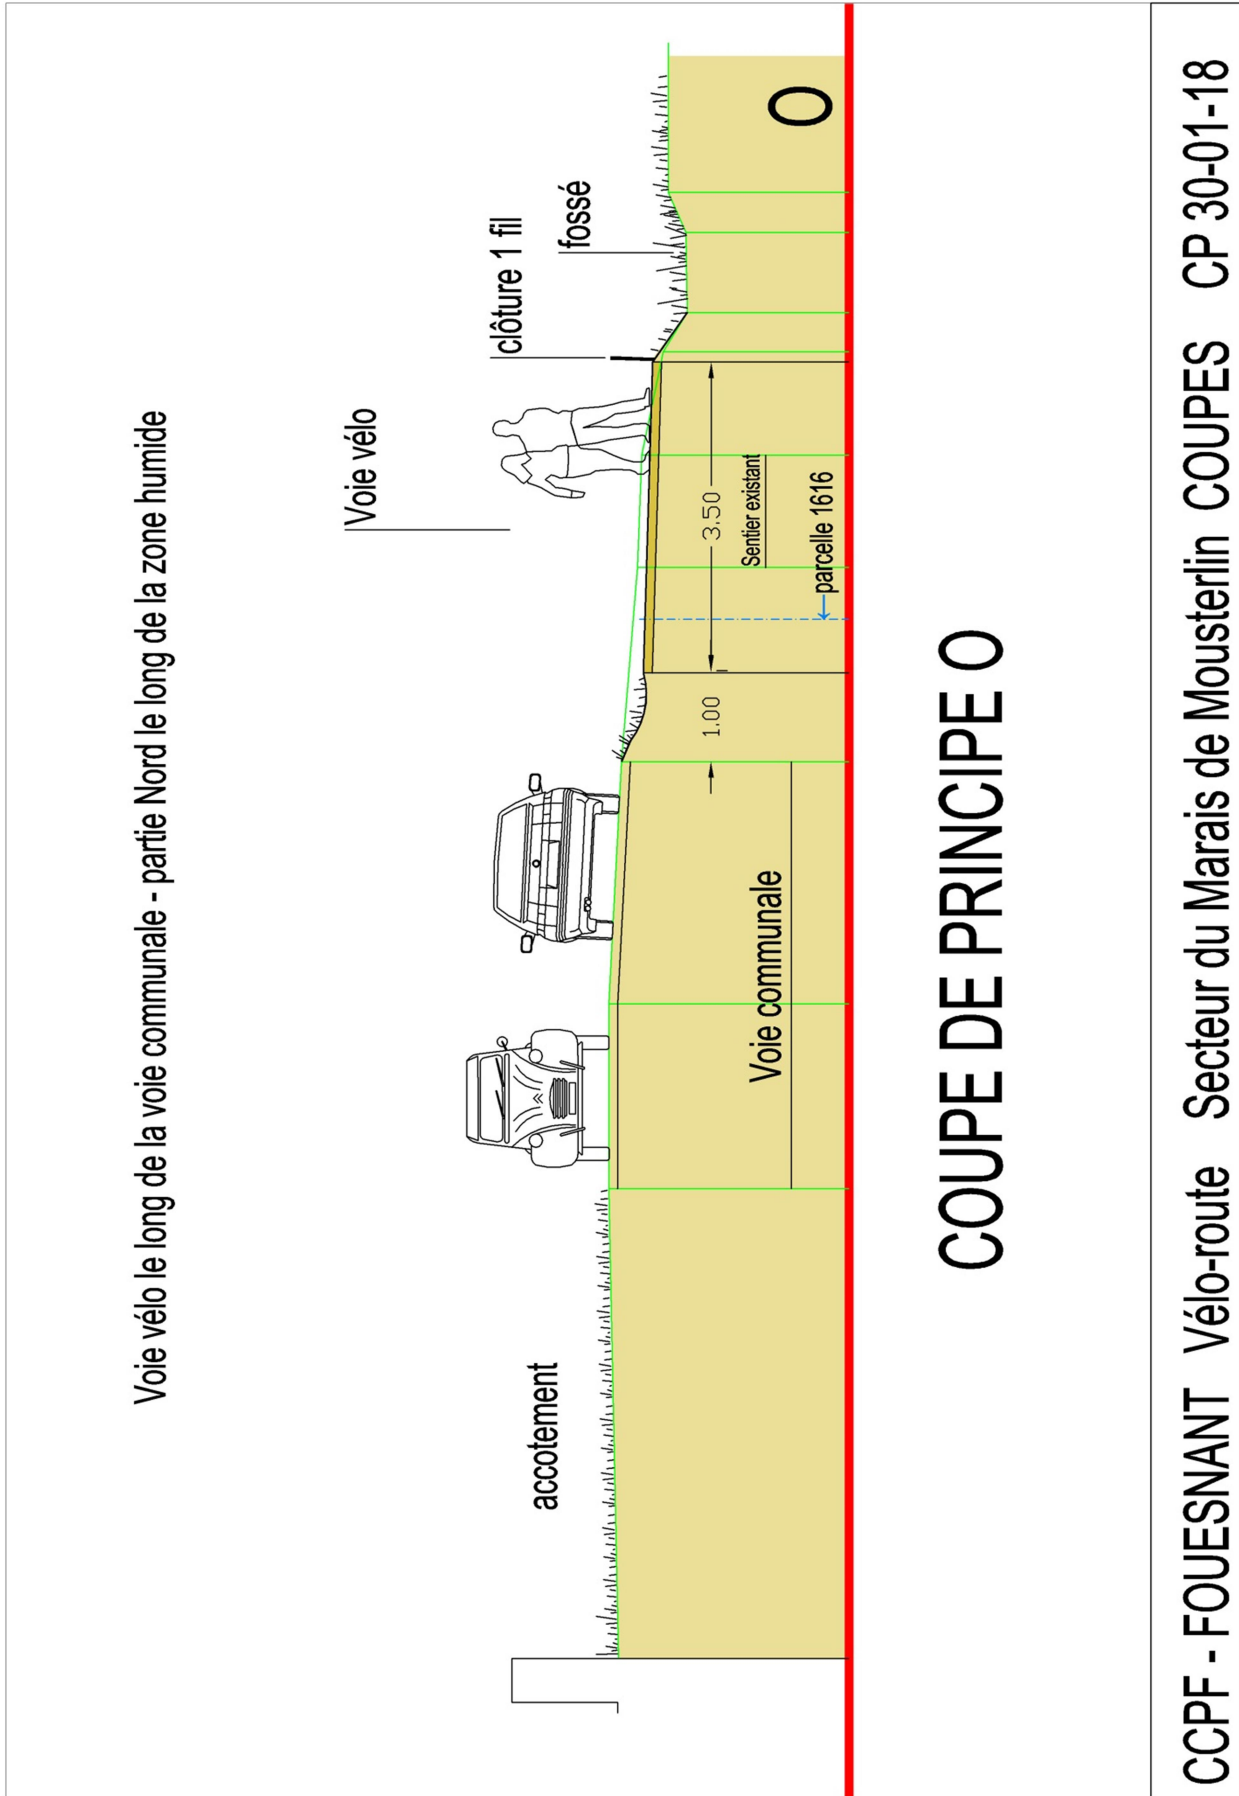 Voie vélo le long de la voie communale - partie Nord le long de la zone humide
Voie vélo
clôture 1 fil
fossé
accotement
1.00
3.50
Sentier existant
Voie communale
parcelle 1616
O
COUPE DE PRINCIPE O
CCPF - FOUESNANT Vélo-route Secteur du Marais de Mousterlin COUPES CP 30-01-18